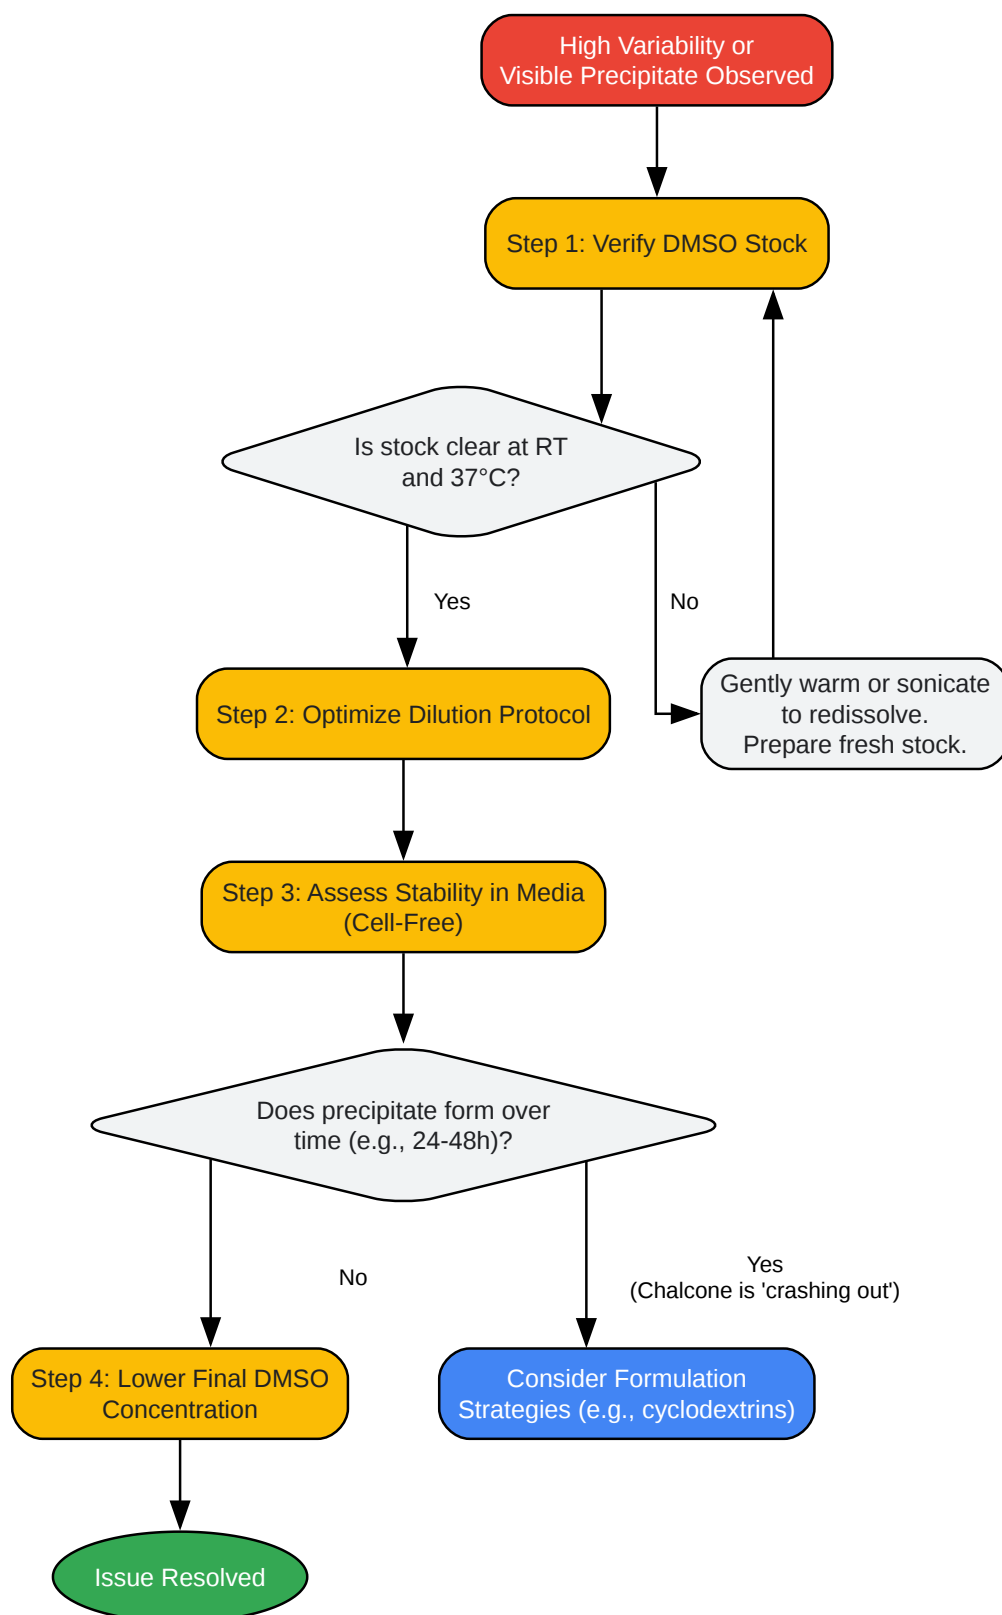 High Variability or
Visible Precipitate Observed
Step 1: Verify DMSO Stock
Is stock clear at RT
and 37°C?
Yes
No
Step 2: Optimize Dilution Protocol
Gently warm or sonicate
to redissolve.
Prepare fresh stock.
Step 3: Assess Stability in Media
(Cell-Free)
Does precipitate form over
time (e.g., 24-48h)?
No
Yes
(Chalcone is 'crashing out')
Step 4: Lower Final DMSO
Concentration
Consider Formulation
Strategies (e.g., cyclodextrins)
Issue Resolved